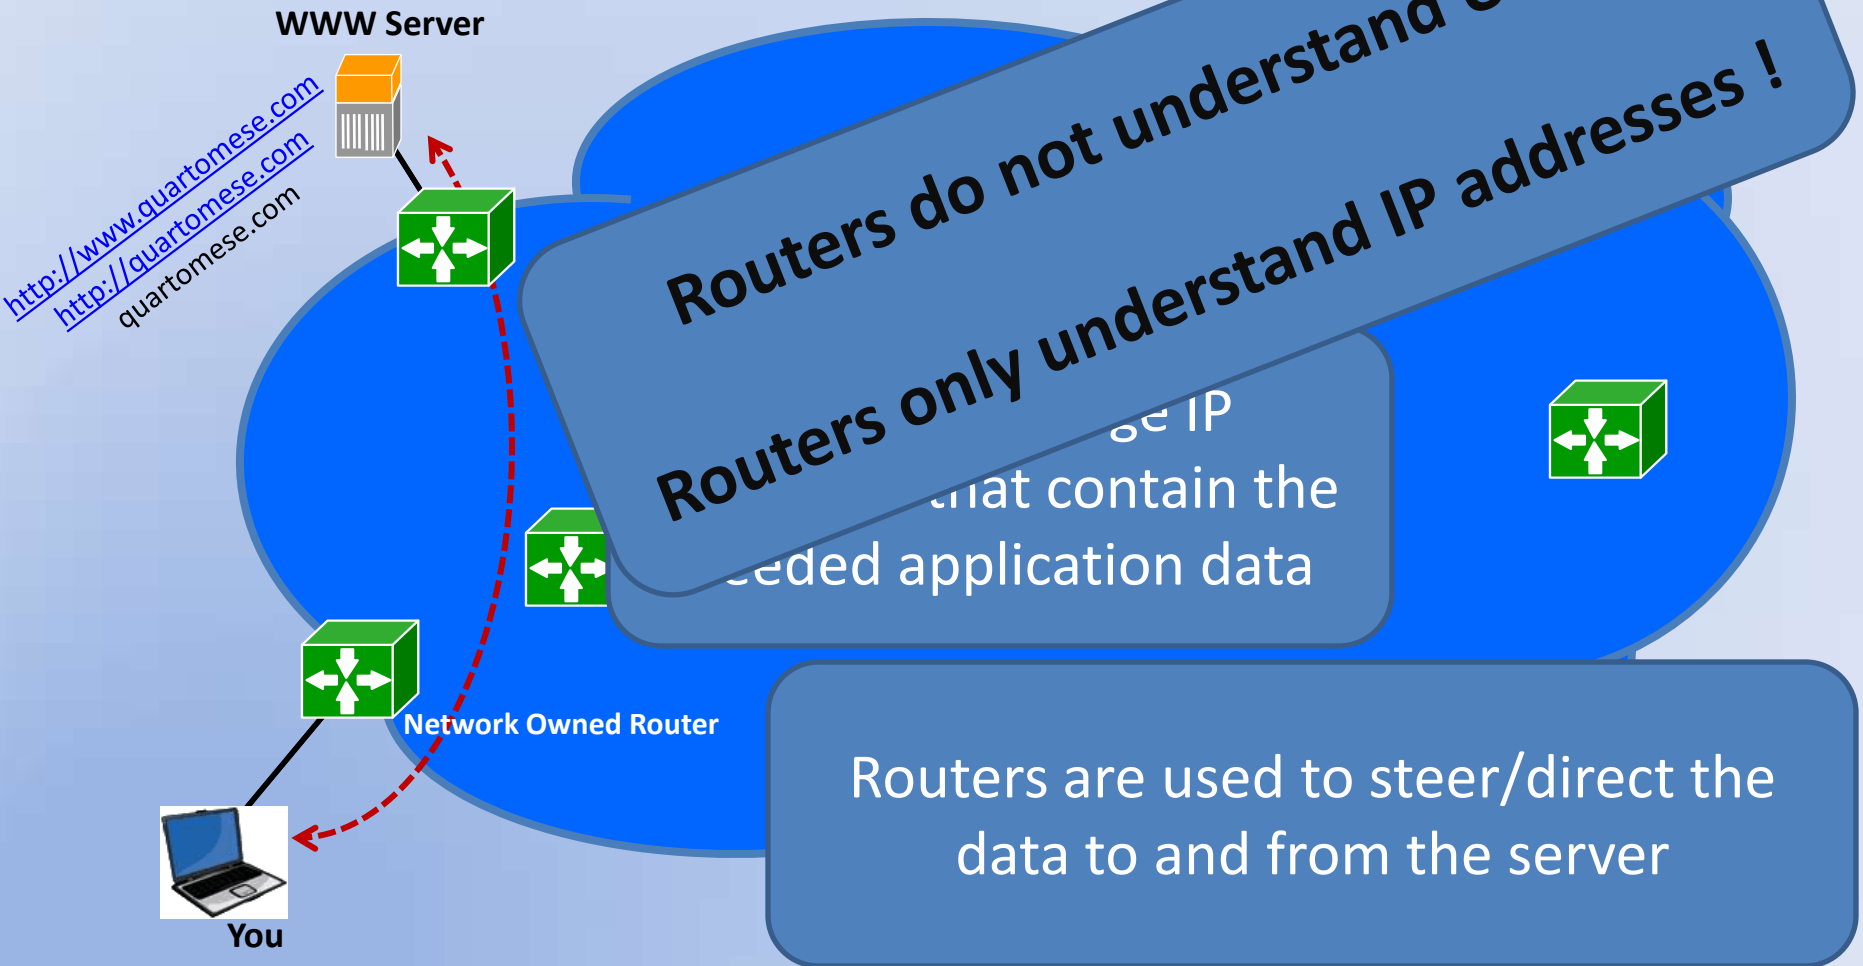 WWW Server
http://www.quartomese.com
http://quartomese.com
quartomese.com
Routers do not understand
Routers only understand IP addresses !
IP
that contain the
application data
Network Owned Router
Routers are used to steer/direct the
data to and from the server
You